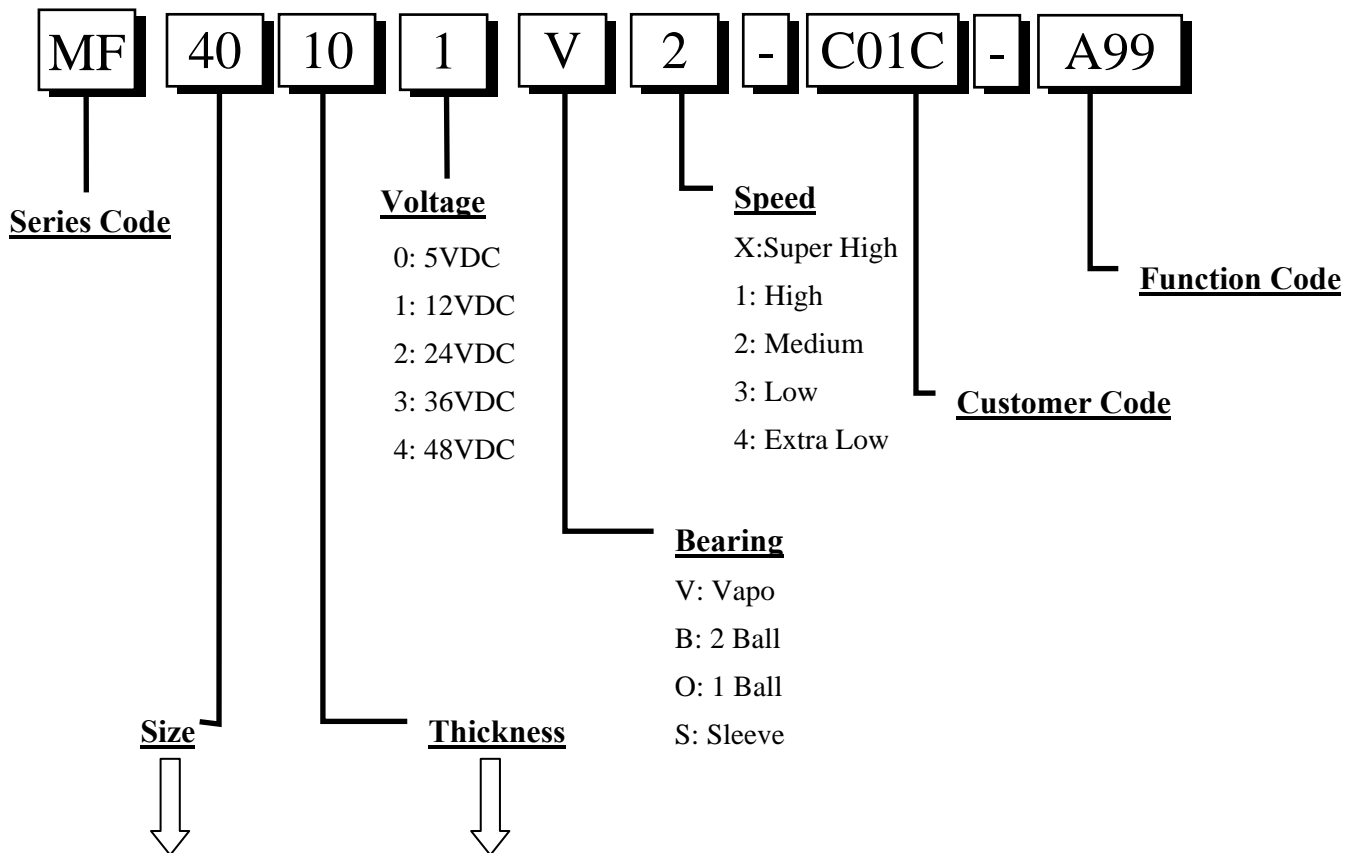 MF 40 10 1 V 2 - C01C - A99
Series Code
Voltage
0: 5VDC
1: 12VDC
2: 24VDC
3: 36VDC
4: 48VDC
Speed
X:Super High
1: High
2: Medium
3: Low
4: Extra Low
Function Code
Customer Code
Bearing
V: Vapo
B: 2 Ball
O: 1 Ball
S: Sleeve
Size
Thickness